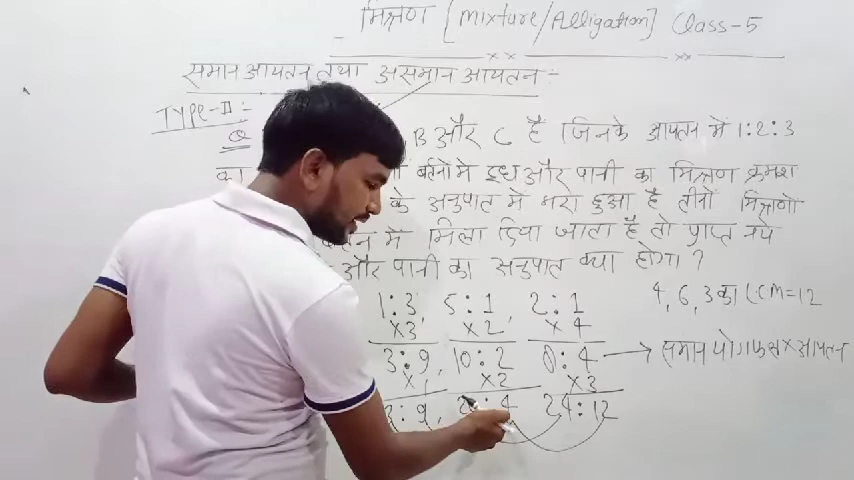 मिश्रण [Mixture/Alligation] Class-5
समान आयतन तथा असमान आयतन :-
TYPE-II :-
Q B और C है जिनके आयतन में 1:2:3
का बर्तनों में दुध और पानी का मिश्रण क्रमश
के अनुपात में भरा हुआ है तीनों मिश्रणो
में मिला दिया जाता है तो प्राप्त नये
और पानी का अनुपात क्या होगा ?
4, 6, 3 का LCM = 12
1:3, 5:1, 2:1
×3 ×2 ×4
3:9, 10:2 8:4 → समान योगफल × आयतन
×1 ×2 ×3
3:9, 4 24:12